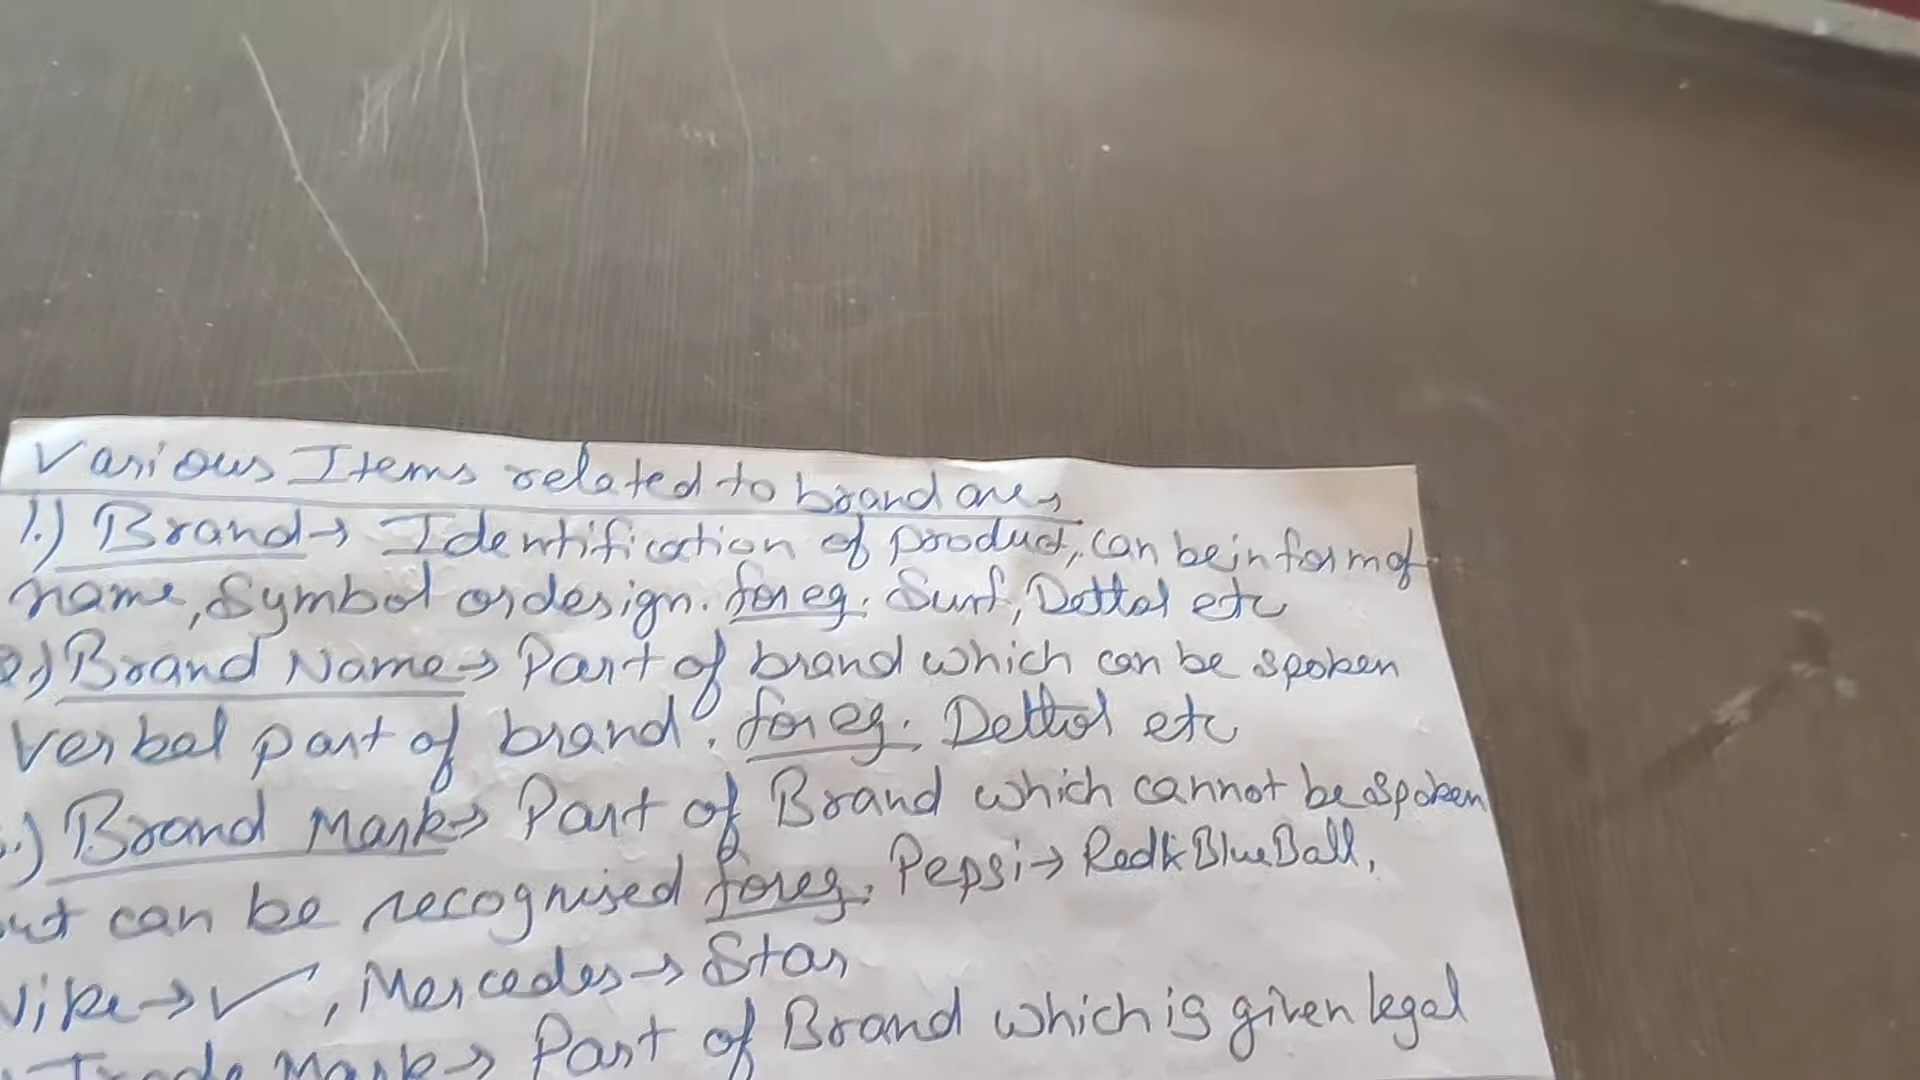 Various Items related to brand are→
1.) Brand→ Identification of product, can be in form of
name, Symbol or design. for eg. Surf, Dettol etc
2.) Brand Name→ Part of brand which can be spoken
Verbal part of brand. for eg. Dettol etc
.) Brand Mark→ Part of Brand which cannot be spoken
but can be recognised for eg. Pepsi→ Red & Blue Ball,
Nike→ ✓, Mercedes→ Star
Trade Mark→ Part of Brand which is given legal